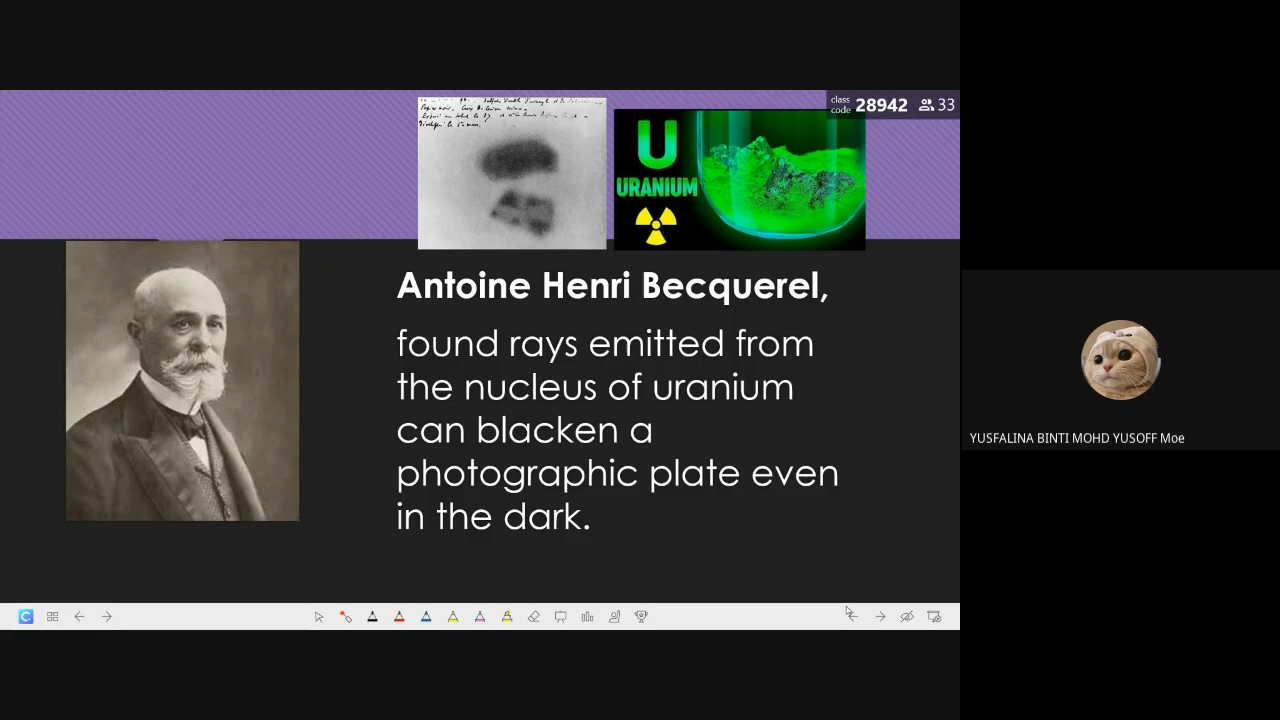 class
code 28942 33
U
URANIUM
Antoine Henri Becquerel,
found rays emitted from
the nucleus of uranium
can blacken a
photographic plate even
in the dark.
YUSFALINA BINTI MOHD YUSOFF Moe